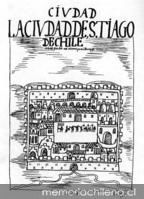 CIVDAD
LA CIVDAD DE S TIAGO
DE CHILE
memoriachilena.cl